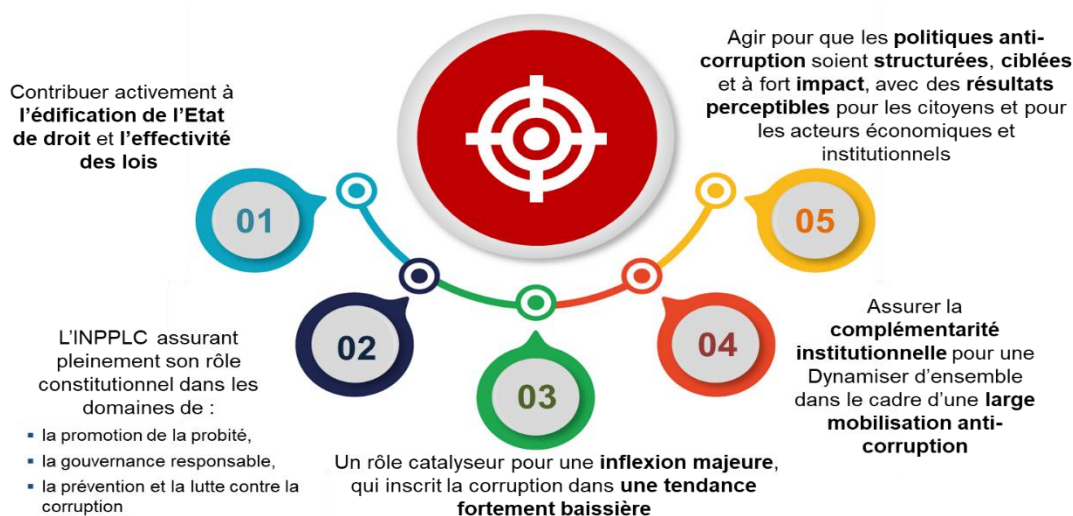 Contribuer activement à
l'édification de l'Etat
de droit et l'effectivité
des lois
01
L'INPPLC assurant
pleinement son rôle
constitutionnel dans les
domaines de :
▪ la promotion de la probité,
▪ la gouvernance responsable,
▪ la prévention et la lutte contre la
corruption
02
03
Un rôle catalyseur pour une inflexion majeure,
qui inscrit la corruption dans une tendance
fortement baissière
04
Assurer la
complémentarité
institutionnelle pour une
Dynamiser d'ensemble
dans le cadre d'une large
mobilisation anti-
corruption
Agir pour que les politiques anti-
corruption soient structurées, ciblées
et à fort impact, avec des résultats
perceptibles pour les citoyens et pour
les acteurs économiques et
institutionnels
05